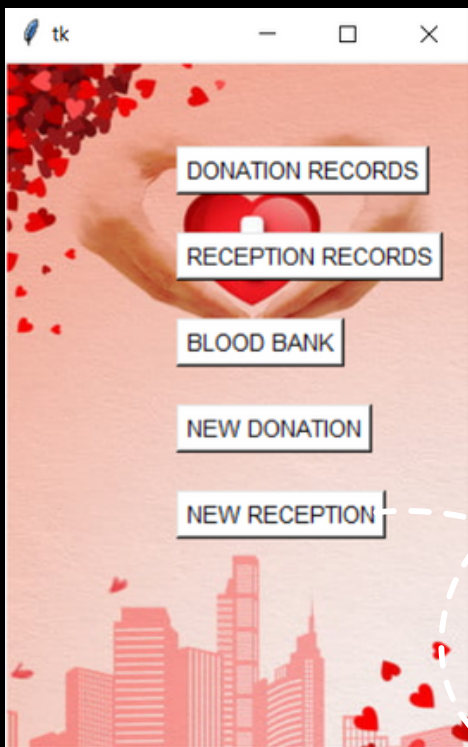 tk
DONATION RECORDS
RECEPTION RECORDS
BLOOD BANK
NEW DONATION
NEW RECEPTION